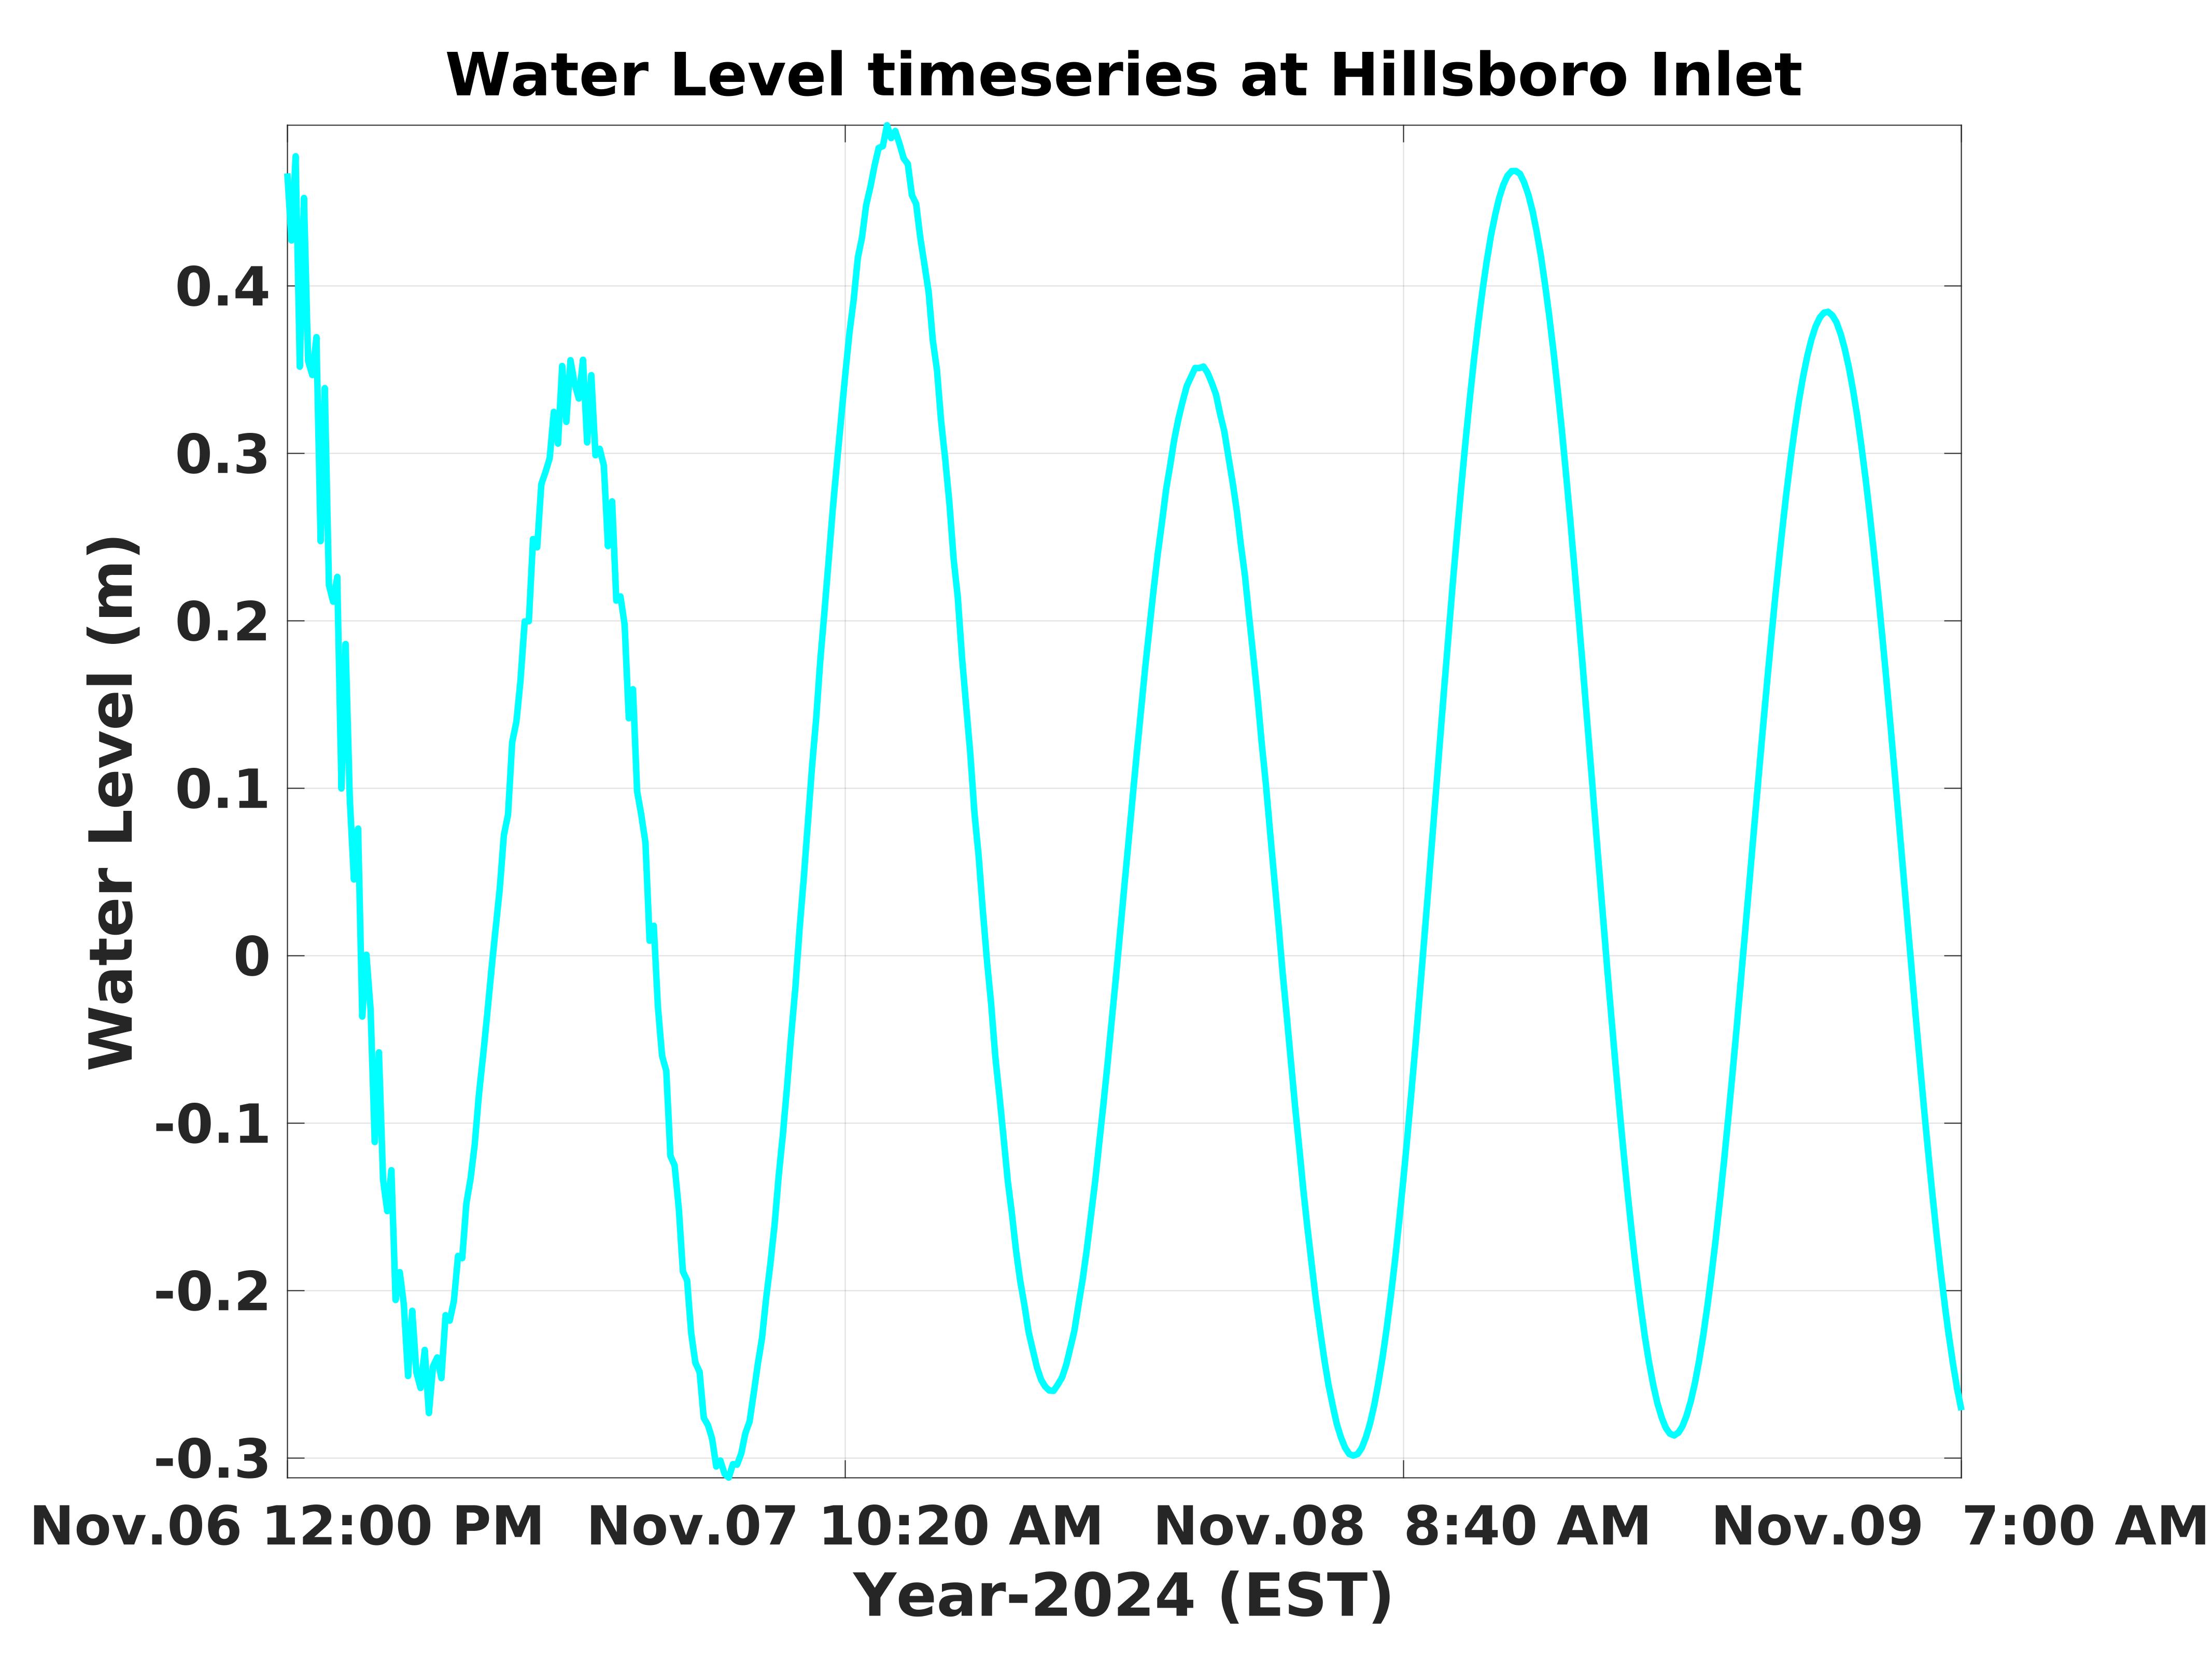 Water Level timeseries at Hillsboro Inlet
Water Level (m)
0.4
0.3
0.2
0.1
0
-0.1
-0.2
-0.3
Nov.06 12:00 PM Nov.07 10:20 AM Nov.08 8:40 AM Nov.09 7:00 AM
Year-2024 (EST)